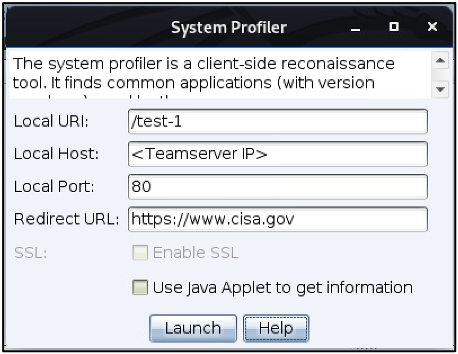 System Profiler
The system profiler is a client-side reconaissance
tool. It finds common applications (with version
Local URI: /test-1
Local Host: <Teamserver IP>
Local Port: 80
Redirect URL: https://www.cisa.gov
SSL: Enable SSL
Use Java Applet to get information
Launch Help